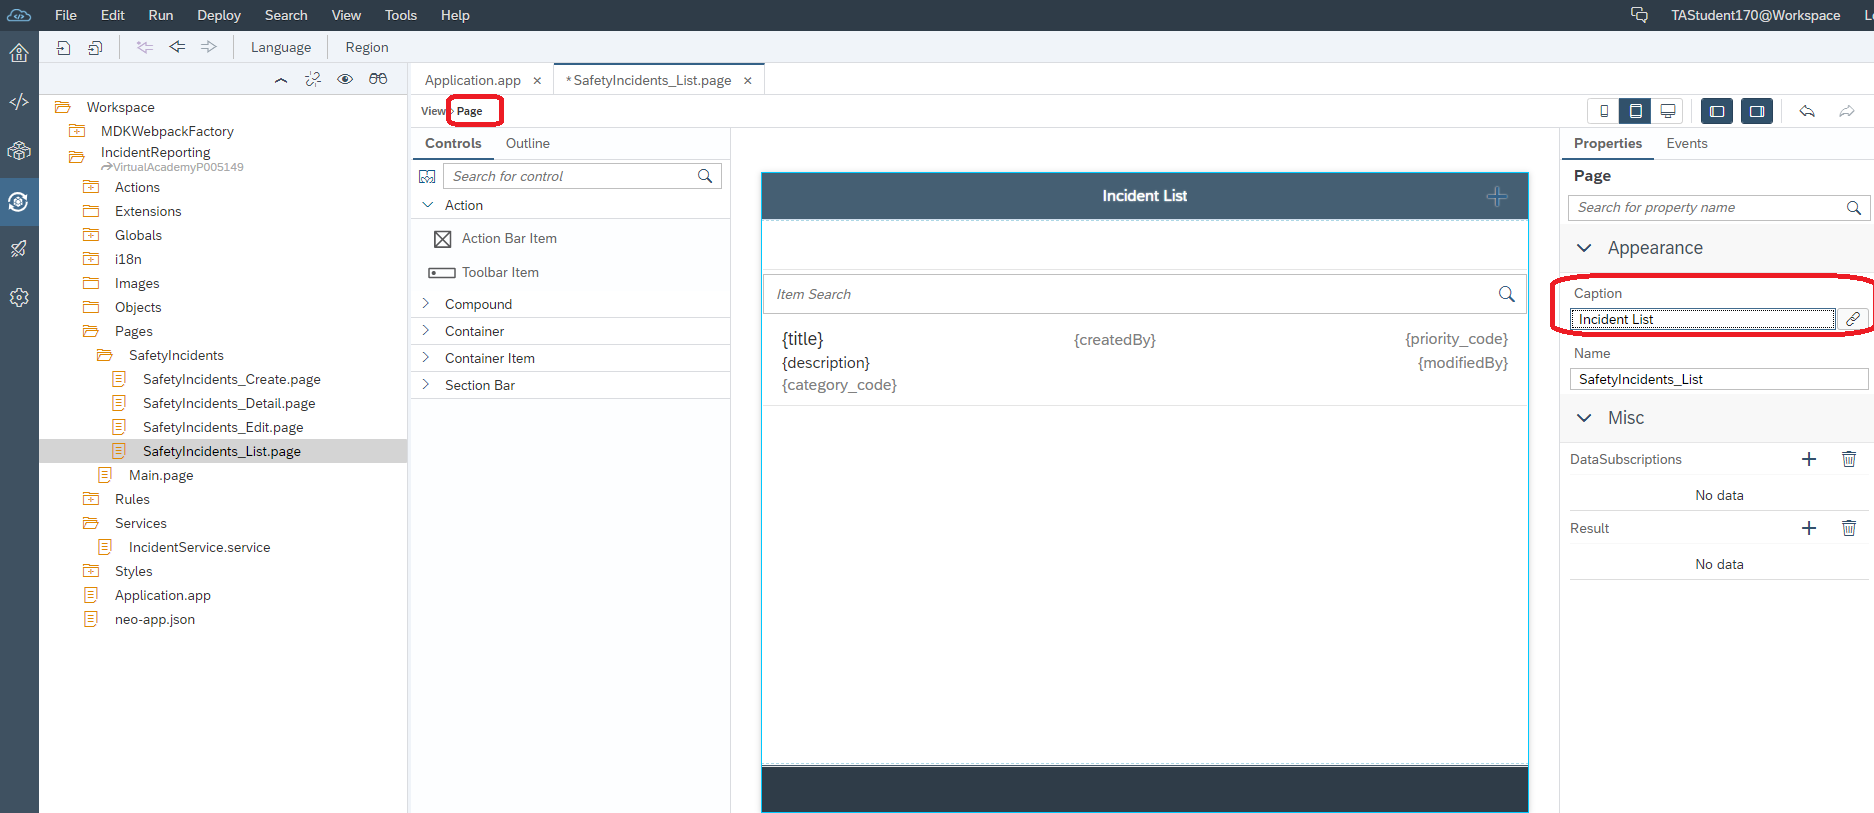 File Edit Run Deploy Search View Tools Help TAStudent170@Workspace
Language Region
Application.app × *SafetyIncidents_List.page ×
View › Page
Workspace
MDKWebpackFactory
IncidentReporting
VirtualAcademyP005149
Actions
Extensions
Globals
i18n
Images
Objects
Pages
SafetyIncidents
SafetyIncidents_Create.page
SafetyIncidents_Detail.page
SafetyIncidents_Edit.page
SafetyIncidents_List.page
Main.page
Rules
Services
IncidentService.service
Styles
Application.app
neo-app.json
Controls Outline
Search for control
Action
Action Bar Item
Toolbar Item
Compound
Container
Container Item
Section Bar
Incident List
Item Search
{title} {createdBy} {priority_code}
{description} {modifiedBy}
{category_code}
Properties Events
Page
Search for property name
Appearance
Caption
Incident List
Name
SafetyIncidents_List
Misc
DataSubscriptions
No data
Result
No data